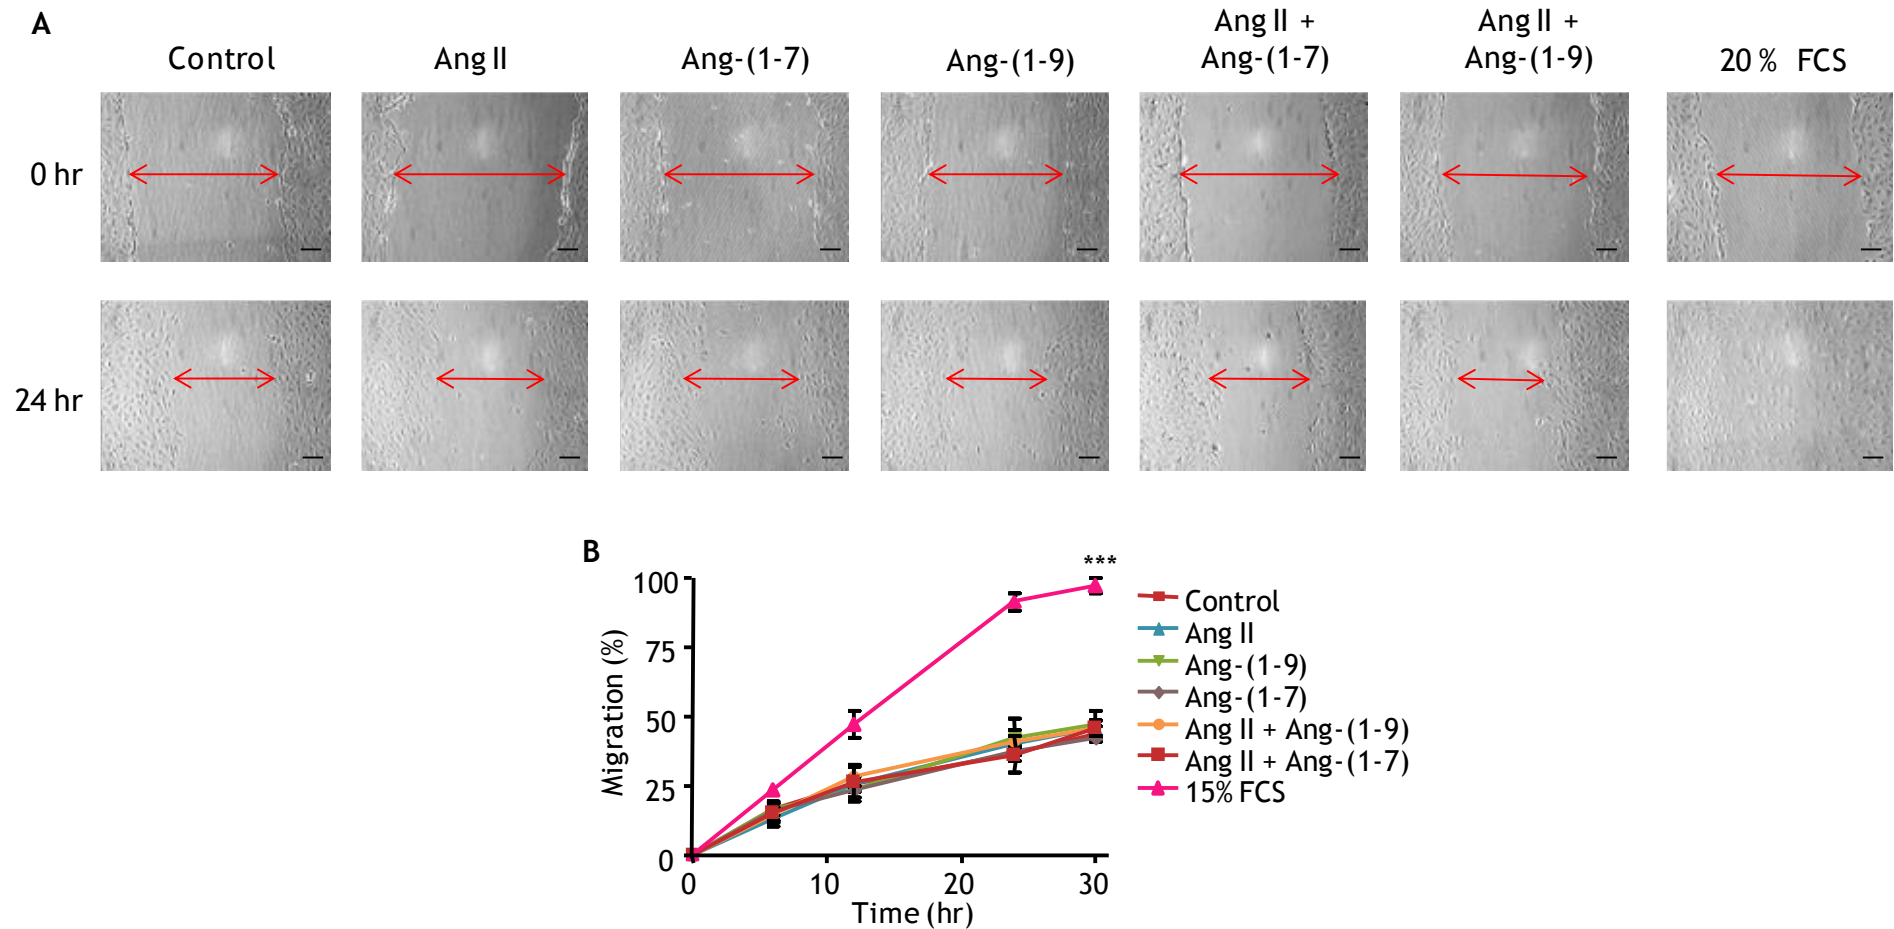 A
Control
Ang II
Ang-(1-7)
Ang-(1-9)
Ang II +
Ang-(1-7)
Ang II +
Ang-(1-9)
20 % FCS
0 hr
24 hr
B
***
100
75
50
25
0
Migration (%)
0
10
20
30
Time (hr)
Control
Ang II
Ang-(1-9)
Ang-(1-7)
Ang II + Ang-(1-9)
Ang II + Ang-(1-7)
15% FCS